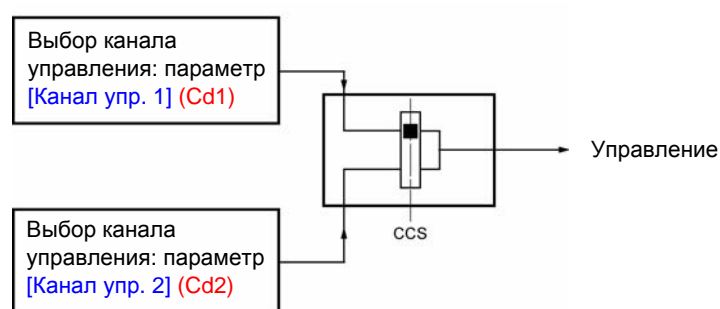 Выбор канала
управления: параметр
[Канал упр. 1] (Cd1)
Управление
Выбор канала
управления: параметр
[Канал упр. 2] (Cd2)
CCS